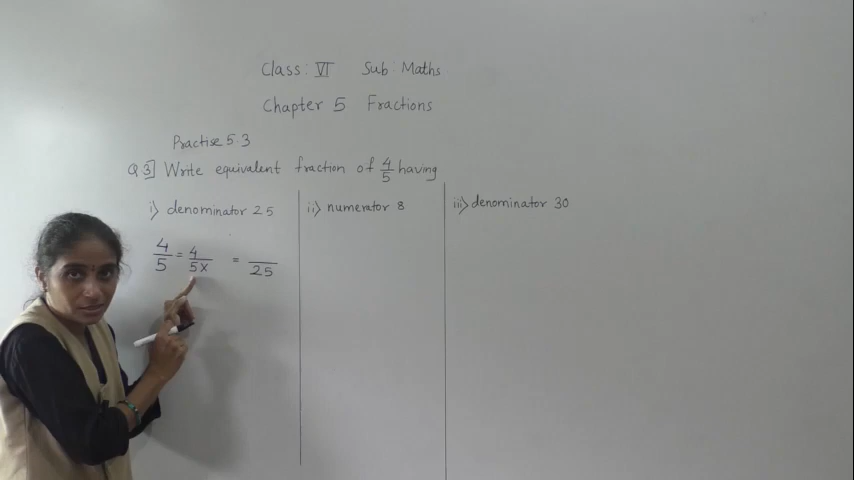 Class: VI Sub: Maths
Chapter 5 Fractions
Practise 5 3
Q 3] Write equivalent fraction of 4/5 having
i) denominator 25
4/5 = 4/5x = /25
ii) numerator 8
iii) denominator 30